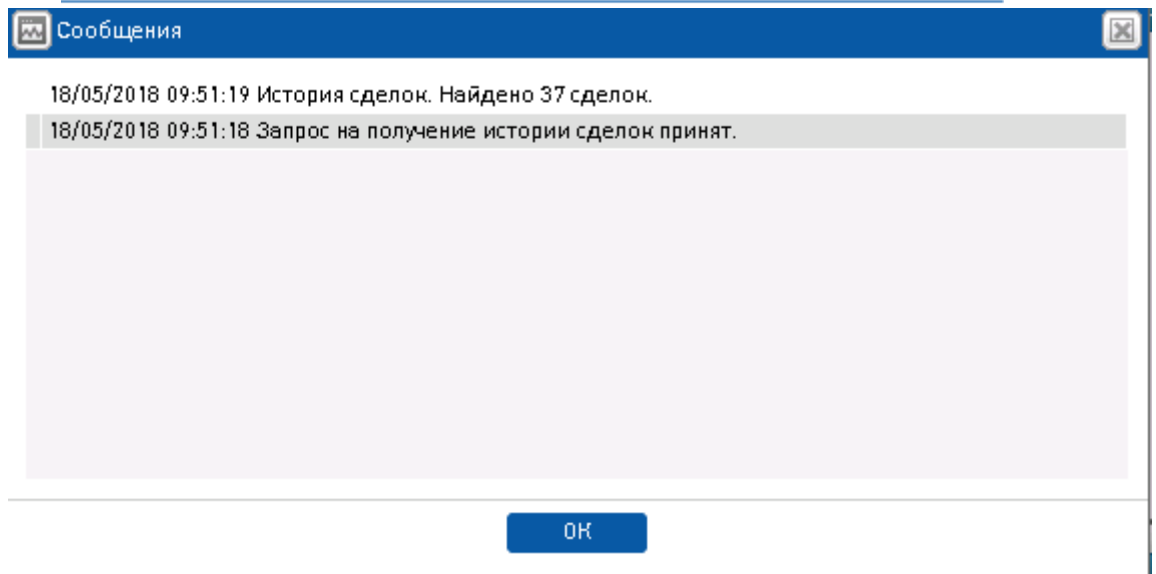 Сообщения
18/05/2018 09:51:19 История сделок. Найдено 37 сделок.
18/05/2018 09:51:18 Запрос на получение истории сделок принят.
ОК